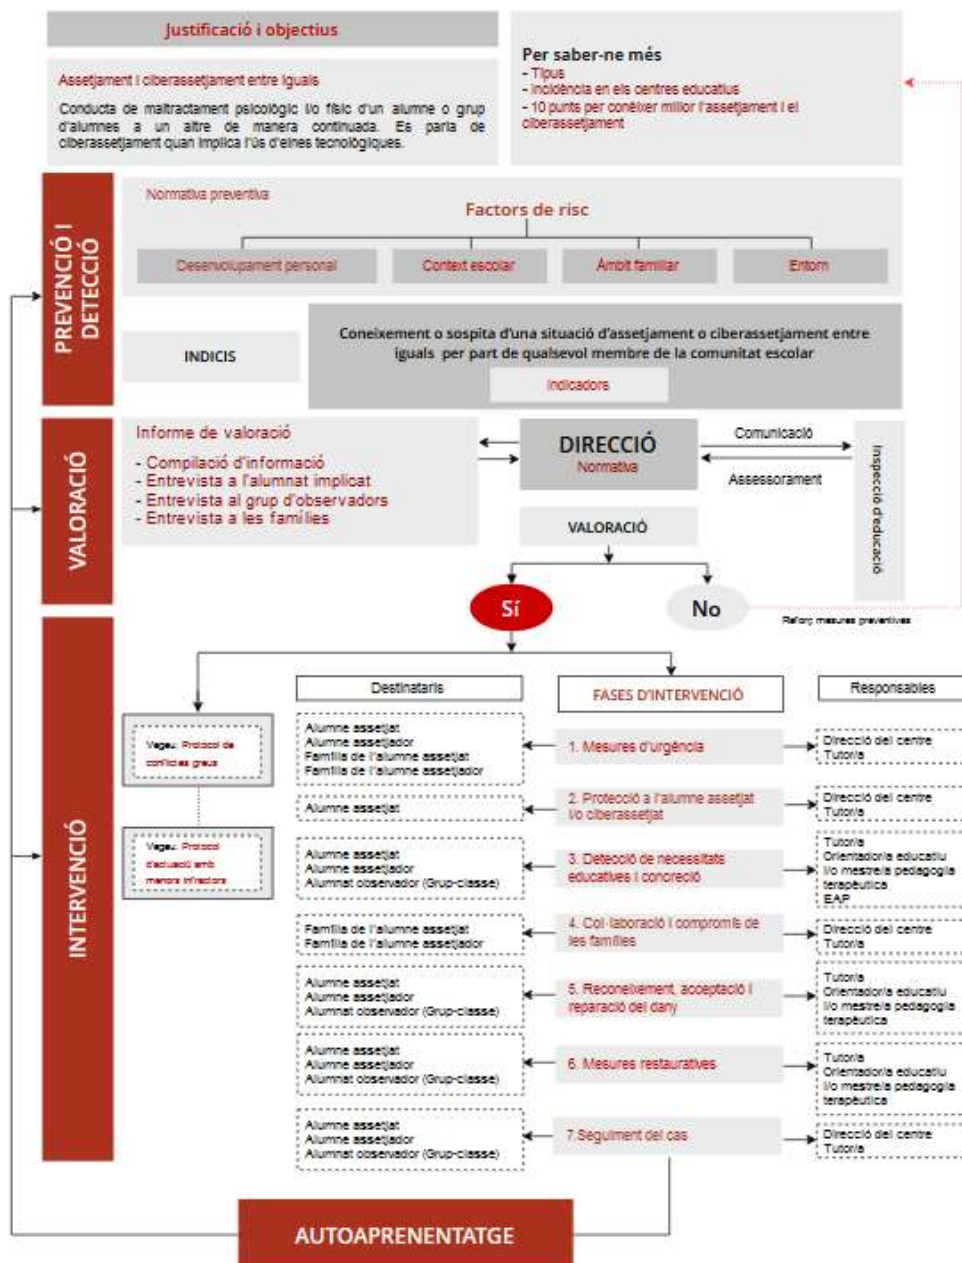 Justificació i objectius
Assetjament i ciberassetjament entre iguals
Conducta de maltractament psicològic i/o físic d'un alumne o grup
d'alumnes a un altre de manera continuada. Es parla de
ciberassetjament quan implica l'ús d'eines tecnològiques.
Per saber-ne més
- Tipus
- Incidència en els centres educatius
- 10 punts per conèixer millor l'assetjament i el
ciberassetjament
PREVENCIÓ I
DETECCIÓ
Normativa preventiva
Factors de risc
Desenvolupament personal
Context escolar
Àmbit familiar
Entorn
INDICIS
Coneixement o sospita d'una situació d'assetjament o ciberassetjament entre
iguals per part de qualsevol membre de la comunitat escolar
Indicadors
VALORACIÓ
Informe de valoració
- Compilació d'informació
- Entrevista a l'alumnat implicat
- Entrevista al grup d'observadors
- Entrevista a les famílies
DIRECCIÓ
Normativa
Comunicació
Assessorament
Inspecció d'educació
VALORACIÓ
Sí
No
Reforç mesures preventives
INTERVENCIÓ
Vegeu: Protocol de
conflictes greus
Vegeu: Protocol
d'actuació amb
menors infractors
Destinataris
FASES D'INTERVENCIÓ
Responsables
Alumne assetjat
Alumne assetjador
Família de l'alumne assetjat
Família de l'alumne assetjador
1. Mesures d'urgència
Direcció del centre
Tutor/a
Alumne assetjat
2. Protecció a l'alumne assetjat
i/o ciberassetjat
Direcció del centre
Tutor/a
Alumne assetjat
Alumne assetjador
Alumnat observador (Grup-classe)
3. Detecció de necessitats
educatives i concreció
Tutor/a
Orientador/a educatiu
i/o mestre/a pedagogia
terapèutica
EAP
Família de l'alumne assetjat
Família de l'alumne assetjador
4. Col·laboració i compromís de
les famílies
Direcció del centre
Tutor/a
Alumne assetjat
Alumne assetjador
Alumnat observador (Grup-classe)
5. Reconeixement, acceptació i
reparació del dany
Tutor/a
Orientador/a educatiu
i/o mestre/a pedagogia
terapèutica
Alumne assetjat
Alumne assetjador
Alumnat observador (Grup-classe)
6. Mesures restauratives
Tutor/a
Orientador/a educatiu
i/o mestre/a pedagogia
terapèutica
Alumne assetjat
Alumne assetjador
Alumnat observador (Grup-classe)
7.Seguiment del cas
Direcció del centre
Tutor/a
AUTOAPRENENTATGE